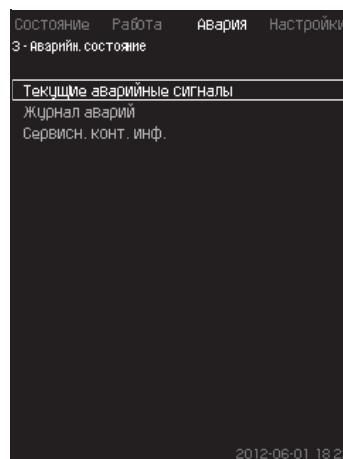 Состояние Работа Авария Настройки
3 - Аварийн. состояние
Текущие аварийные сигналы
Журнал аварий
Сервисн. конт. инф.
2012-06-01 18:2